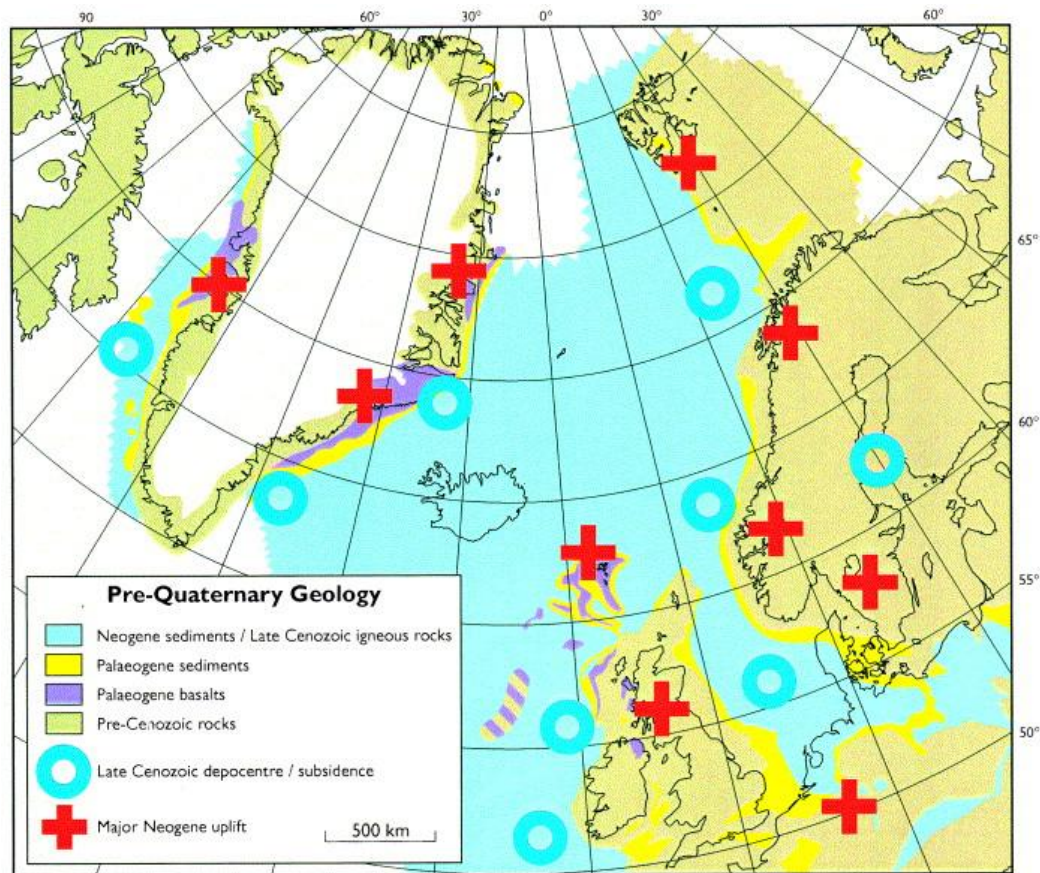 90 60° 30° 0° 30° 60°
65°
60°
55°
50°
Pre-Quaternary Geology
Neogene sediments / Late Cenozoic igneous rocks
Palaeogene sediments
Palaeogene basalts
Pre-Cenozoic rocks
Late Cenozoic depocentre / subsidence
Major Neogene uplift
500 km